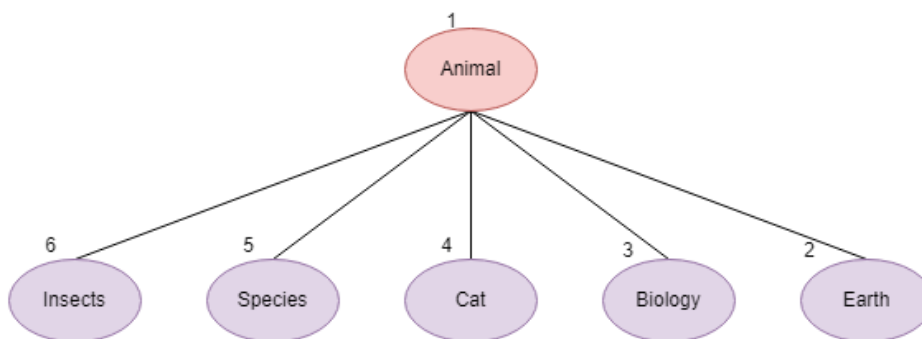 1
Animal
6
5
4
3
2
Insects
Species
Cat
Biology
Earth